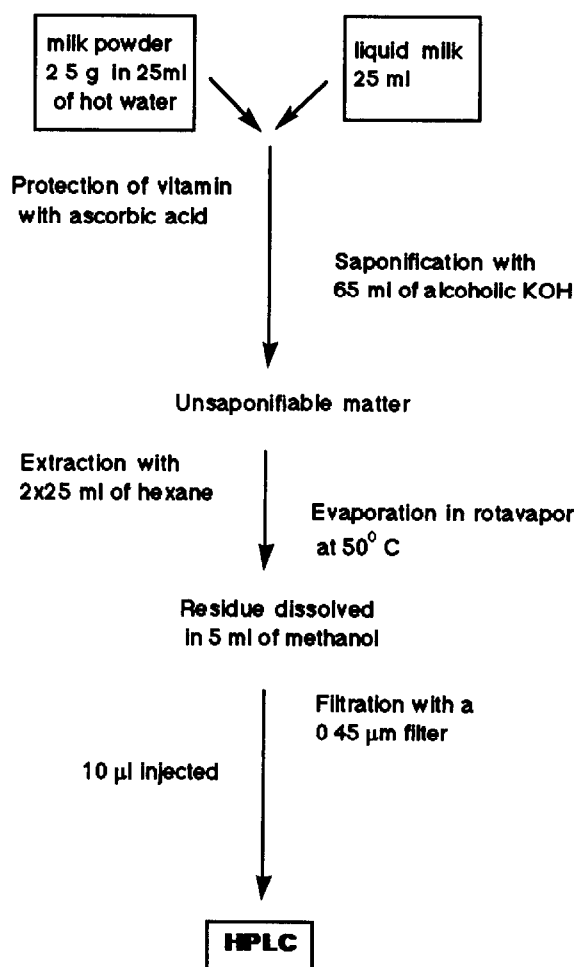 milk powder
2 5 g in 25ml
of hot water
liquid milk
25 ml
Protection of vitamin
with ascorbic acid
Saponification with
65 ml of alcoholic KOH
Unsaponifiable matter
Extraction with
2x25 ml of hexane
Evaporation in rotavapor
at 50⁰ C
Residue dissolved
in 5 ml of methanol
Filtration with a
0 45 μm filter
10 μl injected
HPLC